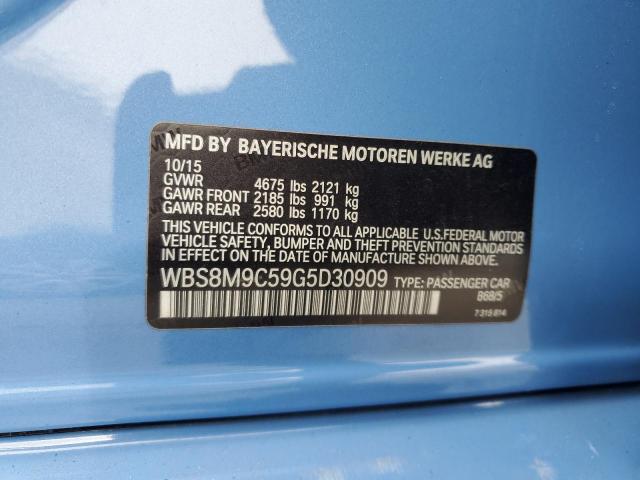 MFD BY BAYERISCHE MOTOREN WERKE AG
10/15
GVWR 4675 lbs 2121 kg
GAWR FRONT 2185 lbs 991 kg
GAWR REAR 2580 lbs 1170 kg
THIS VEHICLE CONFORMS TO ALL APPLICABLE U.S.FEDERAL MOTOR
VEHICLE SAFETY, BUMPER AND THEFT PREVENTION STANDARDS
IN EFFECT ON THE DATE OF MANUFACTURE SHOWN ABOVE.
WBS8M9C59G5D30909 TYPE: PASSENGER CAR
B68/5
7 315 814